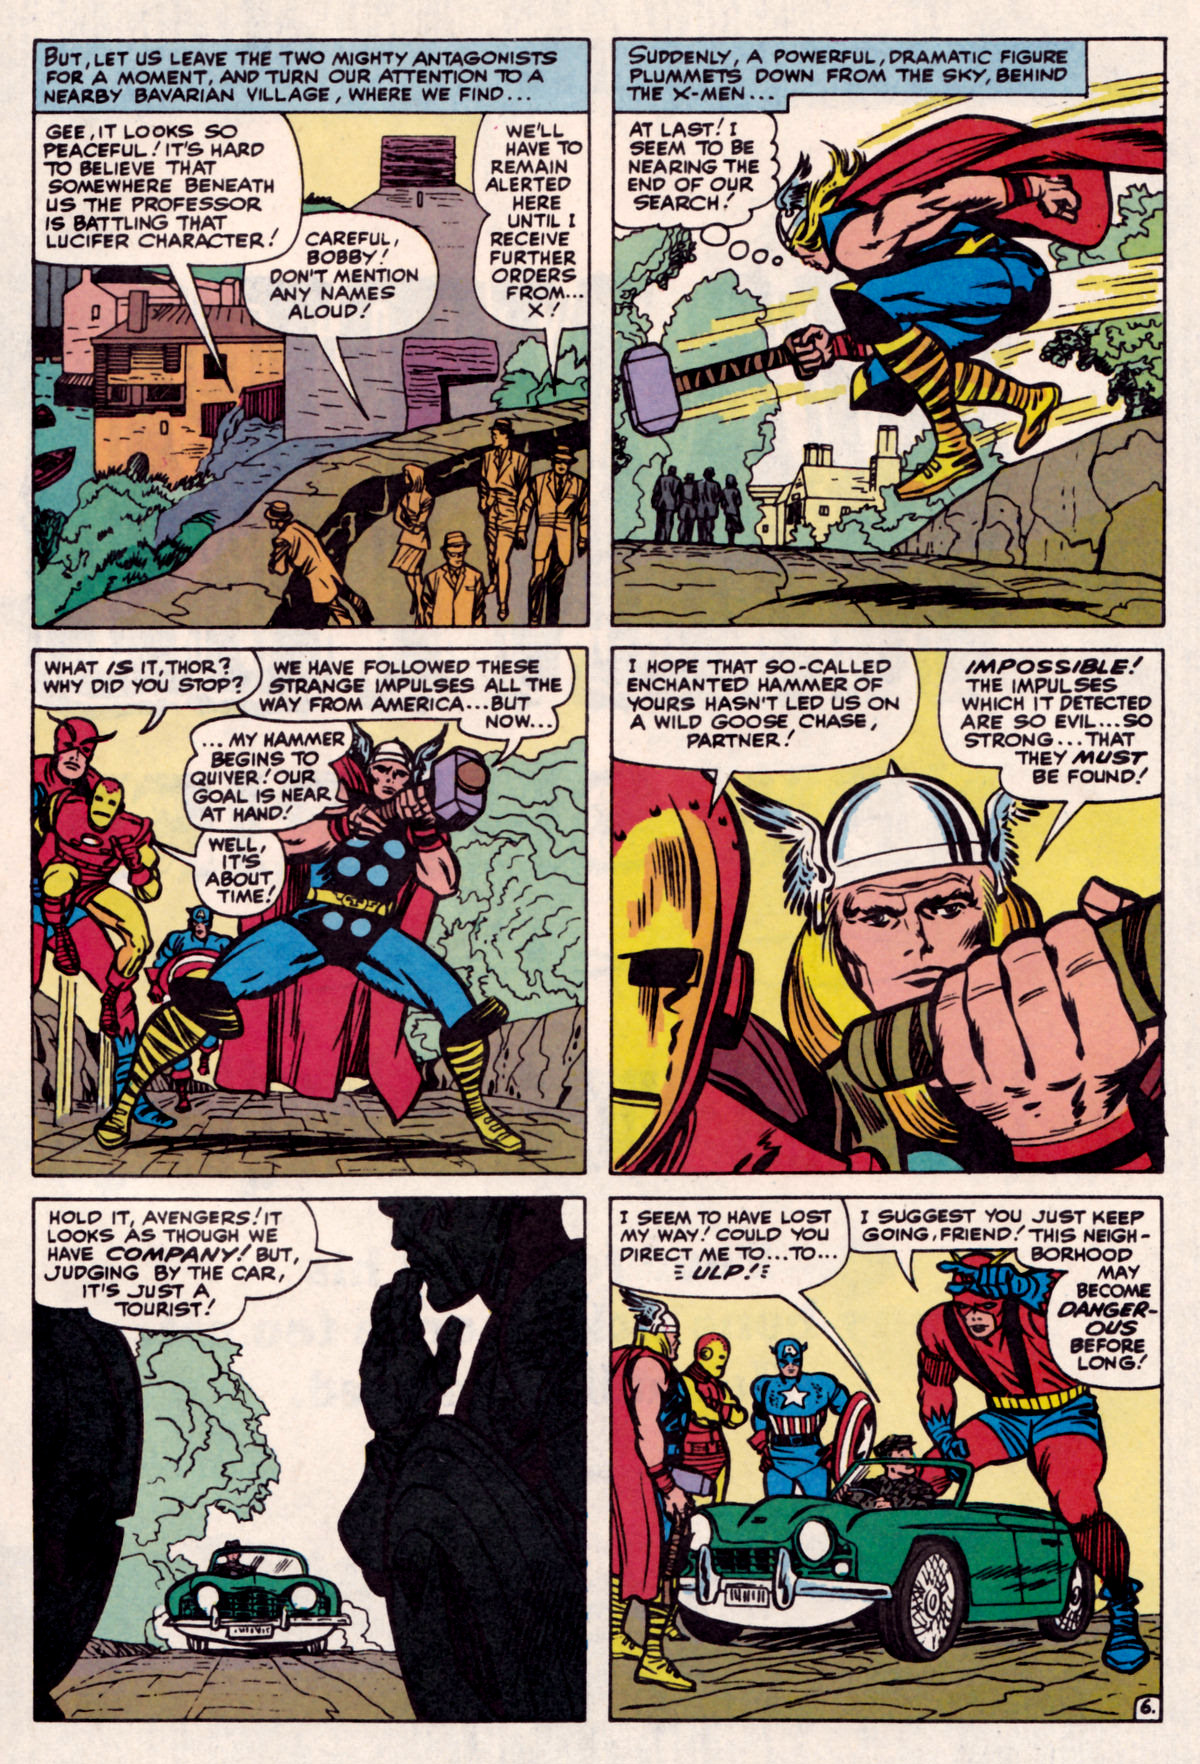 BUT, LET US LEAVE THE TWO MIGHTY ANTAGONISTS
FOR A MOMENT, AND TURN OUR ATTENTION TO A
NEARBY BAVARIAN VILLAGE, WHERE WE FIND...
GEE, IT LOOKS SO
PEACEFUL! IT'S HARD
TO BELIEVE THAT
SOMEWHERE BENEATH
US THE PROFESSOR
IS BATTLING THAT
LUCIFER CHARACTER!
CAREFUL,
BOBBY!
DON'T MENTION
ANY NAMES
ALOUD!
WE'LL
HAVE TO
REMAIN
ALERTED
HERE
UNTIL I
RECEIVE
FURTHER
ORDERS
FROM...
X!
SUDDENLY, A POWERFUL, DRAMATIC FIGURE
PLUMMETS DOWN FROM THE SKY, BEHIND
THE X-MEN...
AT LAST! I
SEEM TO BE
NEARING THE
END OF OUR
SEARCH!
WHAT IS IT, THOR?
WHY DID YOU STOP?
WE HAVE FOLLOWED THESE
STRANGE IMPULSES ALL THE
WAY FROM AMERICA...BUT
NOW...
...MY HAMMER
BEGINS TO
QUIVER! OUR
GOAL IS NEAR
AT HAND!
WELL,
IT'S
ABOUT
TIME!
I HOPE THAT SO-CALLED
ENCHANTED HAMMER OF
YOURS HASN'T LED US ON
A WILD GOOSE CHASE,
PARTNER!
IMPOSSIBLE!
THE IMPULSES
WHICH IT DETECTED
ARE SO EVIL...SO
STRONG...THAT
THEY MUST
BE FOUND!
HOLD IT, AVENGERS! IT
LOOKS AS THOUGH WE
HAVE COMPANY! BUT,
JUDGING BY THE CAR,
IT'S JUST A
TOURIST!
I SEEM TO HAVE LOST
MY WAY! COULD YOU
DIRECT ME TO...TO...
ULP!
I SUGGEST YOU JUST KEEP
GOING, FRIEND! THIS NEIGH-
BORHOOD
MAY
BECOME
DANGER-
OUS
BEFORE
LONG!
A
6.